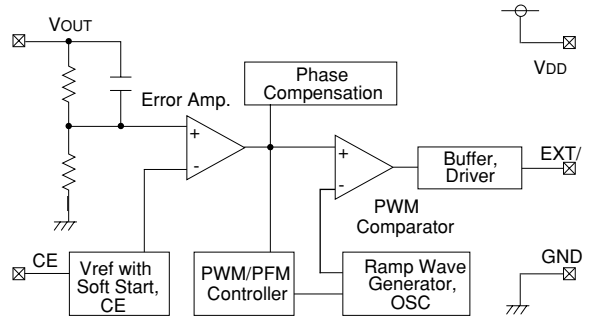 VOUT
VDD
Phase
Compensation
Error Amp.
+
-
+
-
Buffer,
Driver
EXT/
PWM
Comparator
CE
Vref with
Soft Start,
CE
PWM/PFM
Controller
Ramp Wave
Generator,
OSC
GND